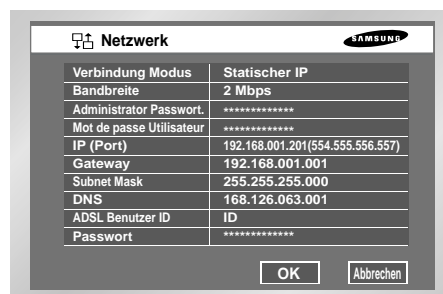 Netzwerk
SAMSUNG
Verbindung Modus Statischer IP
Bandbreite 2 Mbps
Administrator Passwort. *************
Mot de passe Utilisateur *************
IP (Port) 192.168.001.201(554.555.556.557)
Gateway 192.168.001.001
Subnet Mask 255.255.255.000
DNS 168.126.063.001
ADSL Benutzer ID ID
Passwort *************
OK Abbrechen